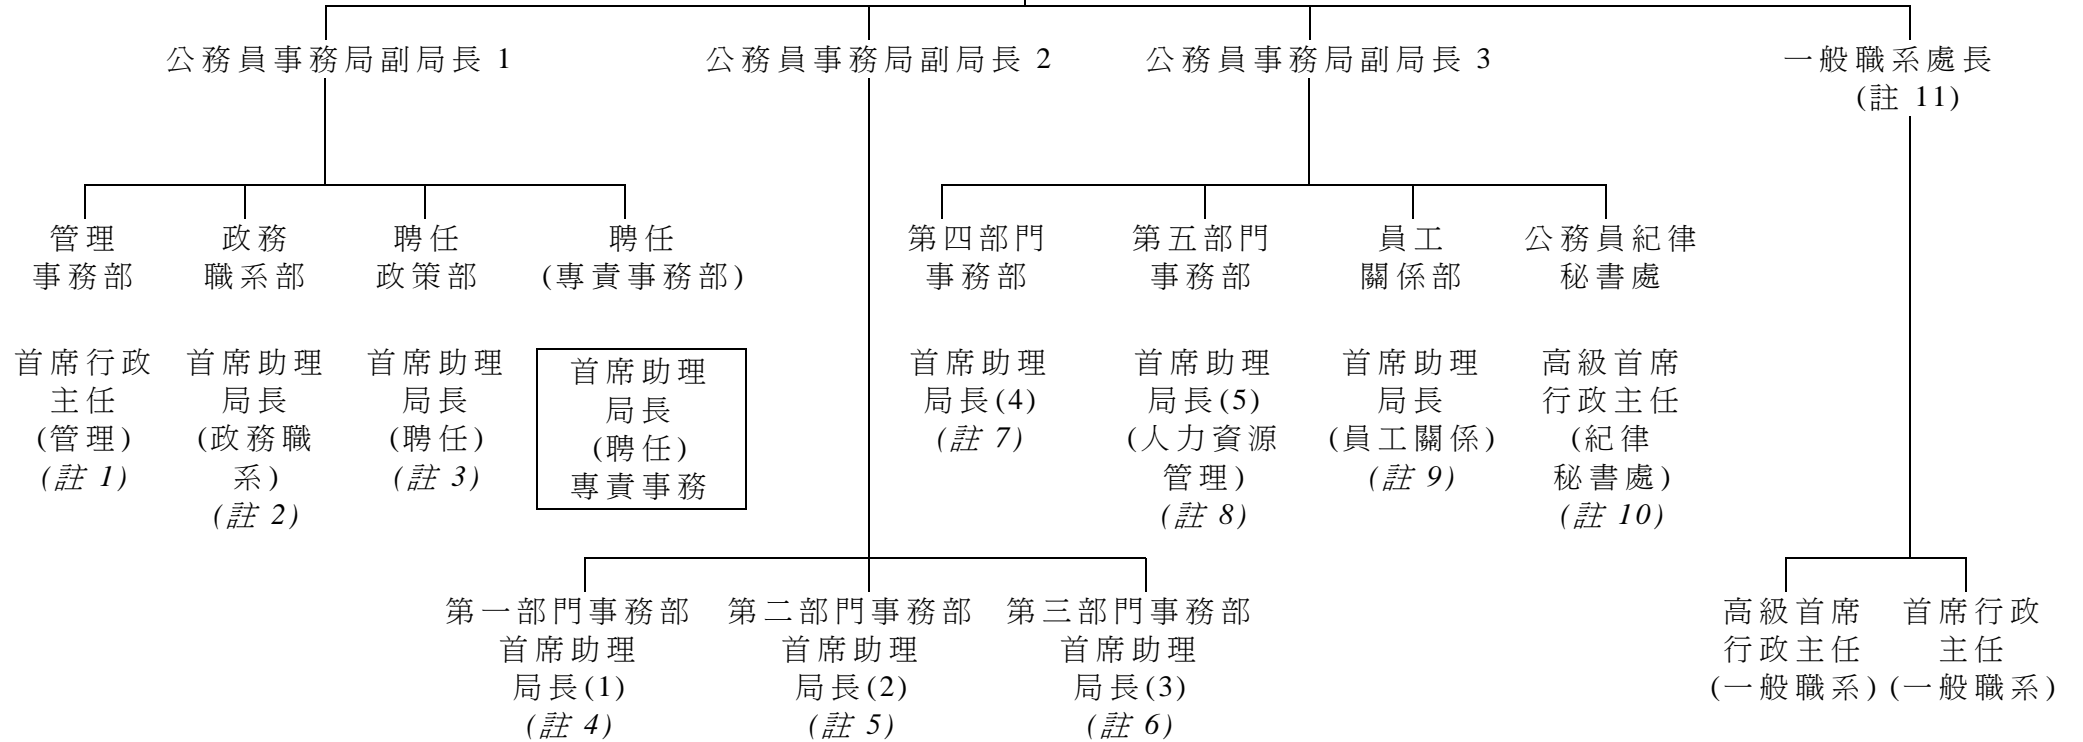 公務員事務局副局長 1
公務員事務局副局長 2
公務員事務局副局長 3
一般職系處長
(註 11)
管理
事務部
政務
職系部
聘任
政策部
聘任
(專責事務部)
第四部門
事務部
第五部門
事務部
員工
關係部
公務員紀律
秘書處
首席行政
主任
(管理)
(註 1)
首席助理
局長
(政務職
系)
(註 2)
首席助理
局長
(聘任)
(註 3)
首席助理
局長
(聘任)
專責事務
首席助理
局長(4)
(註 7)
首席助理
局長(5)
(人力資源
管理)
(註 8)
首席助理
局長
(員工關係)
(註 9)
高級首席
行政主任
(紀律
秘書處)
(註 10)
第一部門事務部
首席助理
局長(1)
(註 4)
第二部門事務部
首席助理
局長(2)
(註 5)
第三部門事務部
首席助理
局長(3)
(註 6)
高級首席
行政主任
(一般職系)
首席行政
主任
(一般職系)